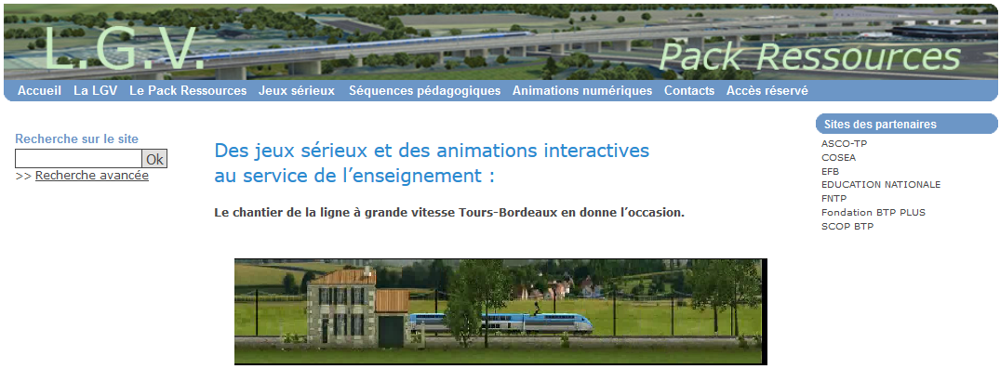 L.G.V.
Pack Ressources
Accueil La LGV Le Pack Ressources Jeux sérieux Séquences pédagogiques Animations numériques Contacts Accès réservé
Recherche sur le site
Ok
>> Recherche avancée
Des jeux sérieux et des animations interactives
au service de l’enseignement :
Le chantier de la ligne à grande vitesse Tours-Bordeaux en donne l’occasion.
Sites des partenaires
ASCO-TP
COSEA
EFB
EDUCATION NATIONALE
FNTP
Fondation BTP PLUS
SCOP BTP